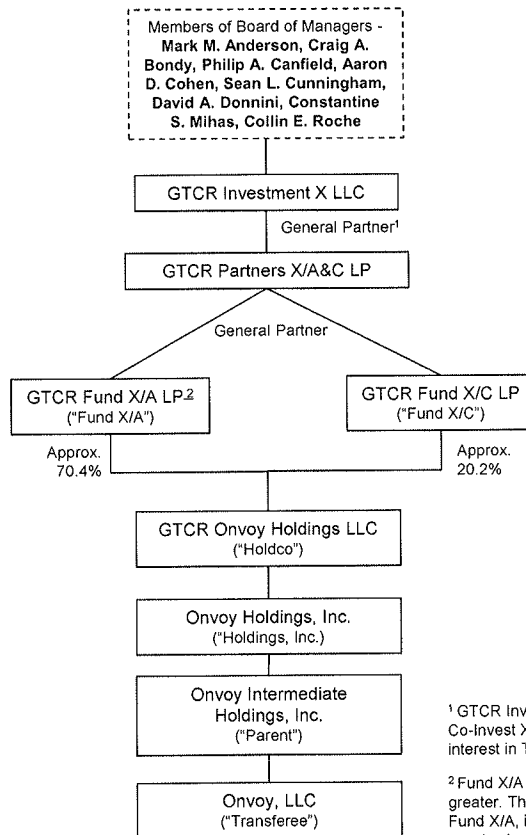 Members of Board of Managers -
Mark M. Anderson, Craig A.
Bondy, Philip A. Canfield, Aaron
D. Cohen, Sean L. Cunningham,
David A. Donnini, Constantine
S. Mihas, Collin E. Roche
GTCR Investment X LLC
General Partner¹
GTCR Partners X/A&C LP
General Partner
GTCR Fund X/A LP²
("Fund X/A")
GTCR Fund X/C LP
("Fund X/C")
Approx.
70.4%
Approx.
20.2%
GTCR Onvoy Holdings LLC
("Holdco")
Onvoy Holdings, Inc.
("Holdings, Inc.)
Onvoy Intermediate
Holdings, Inc.
("Parent")
Onvoy, LLC
("Transferee")
¹ GTCR Inv
Co-Invest X
interest in T
² Fund X/A
greater. Th
Fund X/A, i